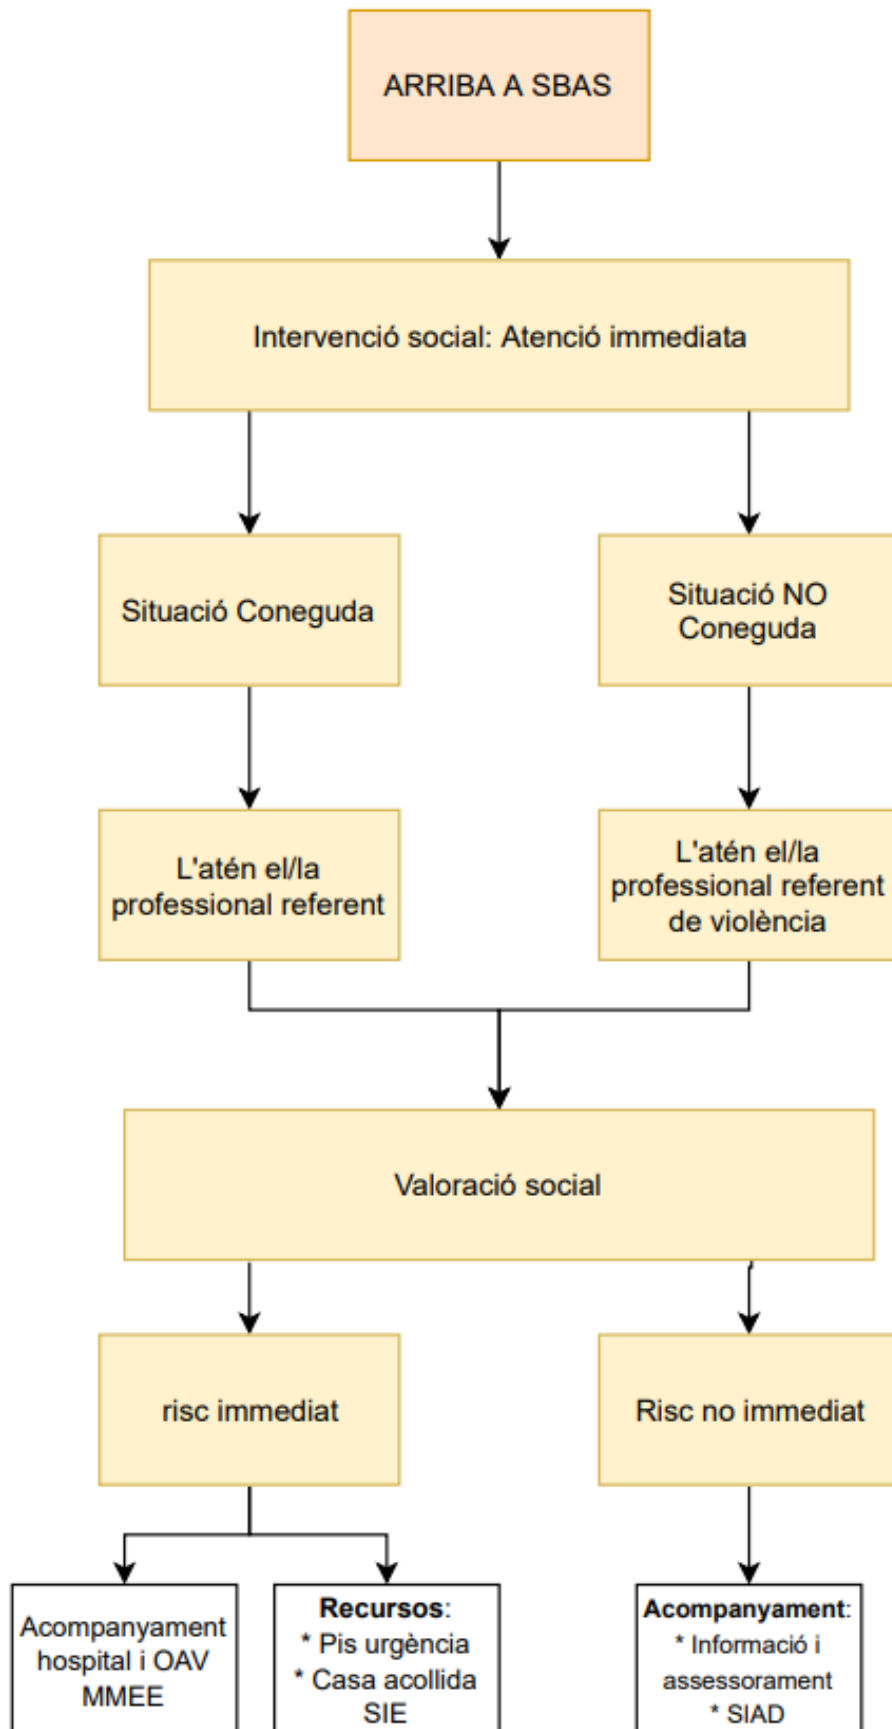 ARRIBA A SBAS
Intervenció social: Atenció immediata
Situació Coneguda
Situació NO
Coneguda
L'atén el/la
professional referent
L'atén el/la
professional referent
de violència
Valoració social
risc immediat
Risc no immediat
Acompanyament
hospital i OAV
MMEE
Recursos:
* Pis urgència
* Casa acollida
SIE
Acompanyament:
* Informació i
assessorament
* SIAD